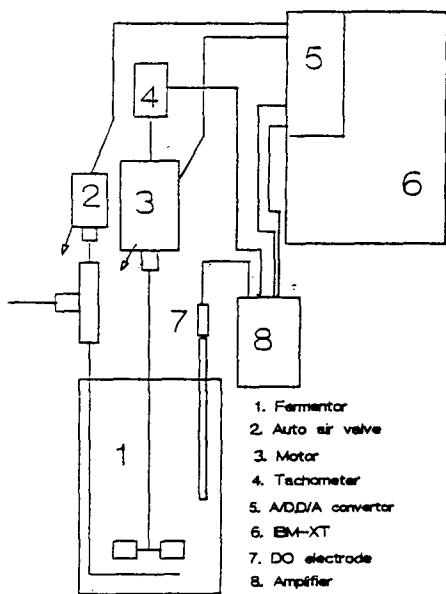 5
4
2
3
6
7
8
1
1. Fermentor
2. Auto air valve
3. Motor
4. Tachometer
5. A/D,D/A convertor
6. IBM-XT
7. DO electrode
8. Amplifier